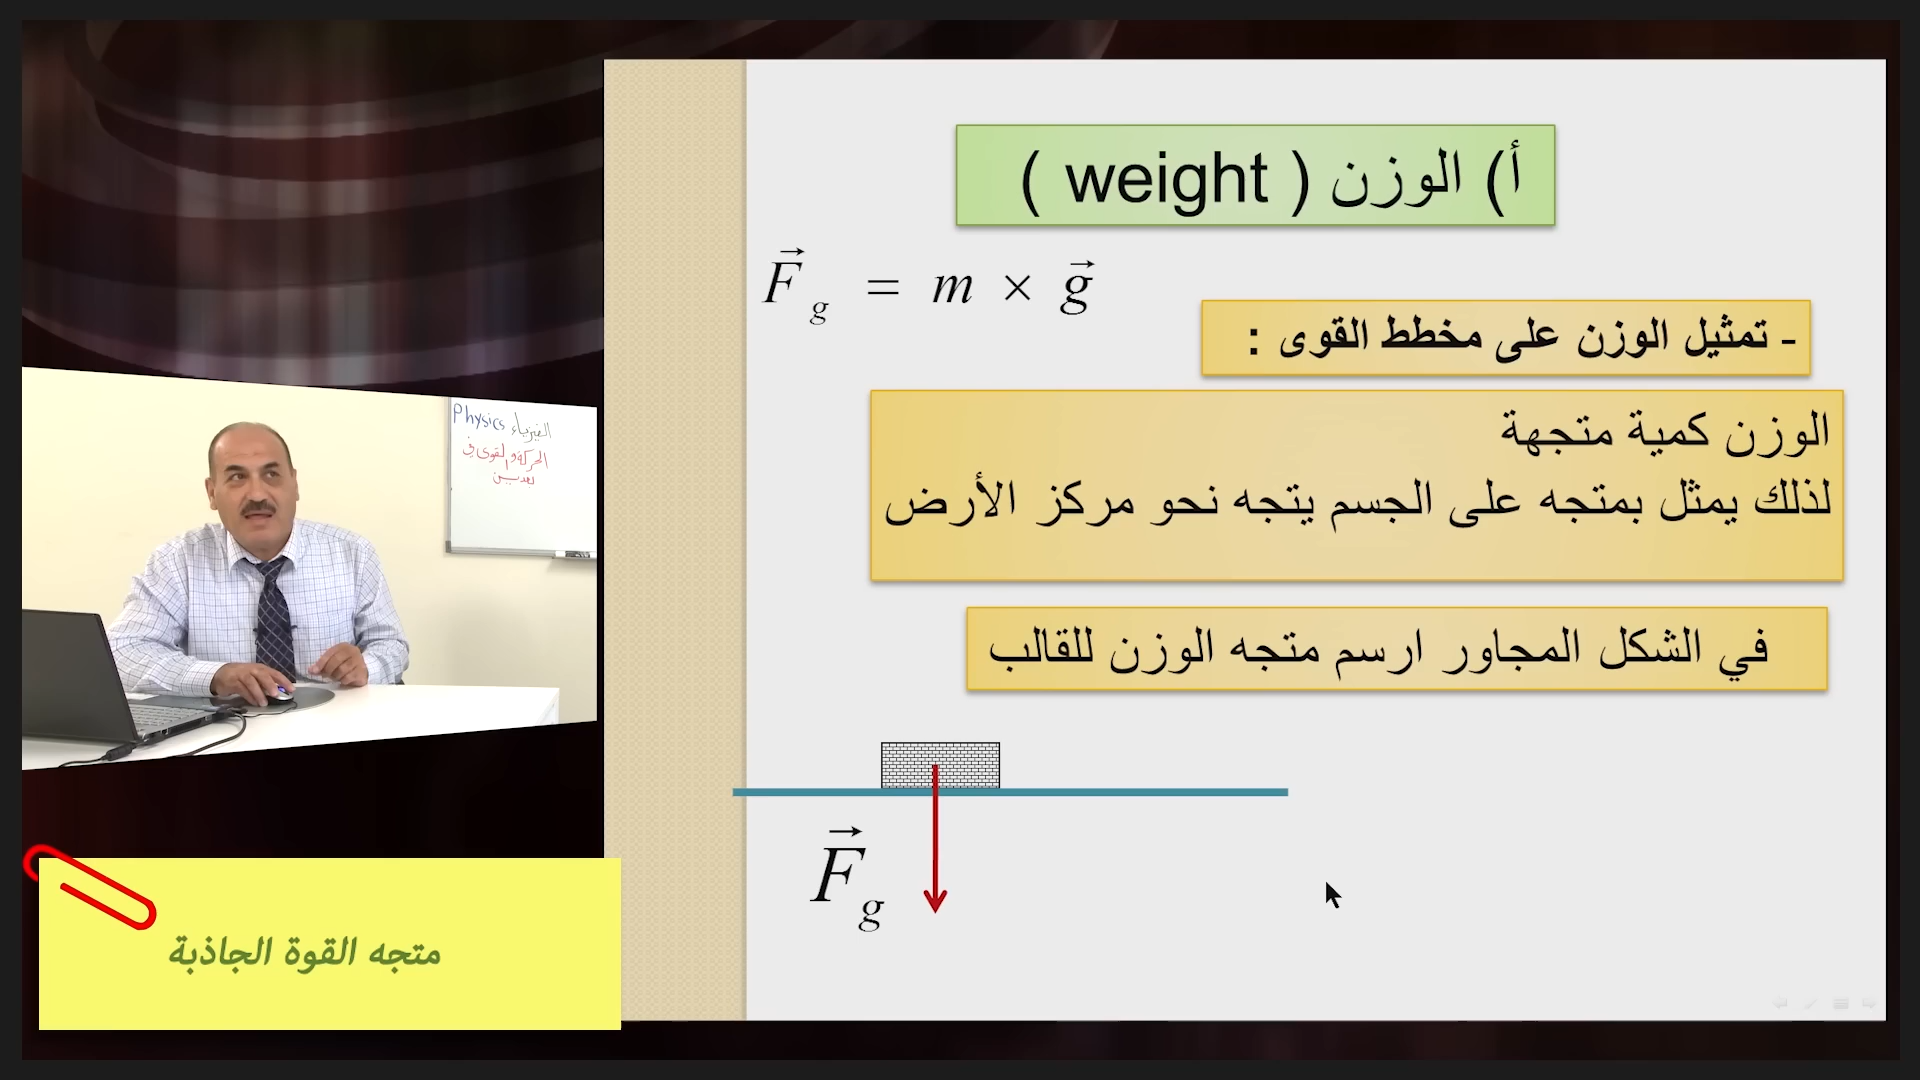 أ) الوزن ( weight )
F g = m × g
- تمثيل الوزن على مخطط القوى :
الوزن كمية متجهة
لذلك يمثل بمتجه على الجسم يتجه نحو مركز الأرض
في الشكل المجاور ارسم متجه الوزن للقالب
F g
الفيزياء Physics
الحركة والقوى في
بعدين
متجه القوة الجاذبة